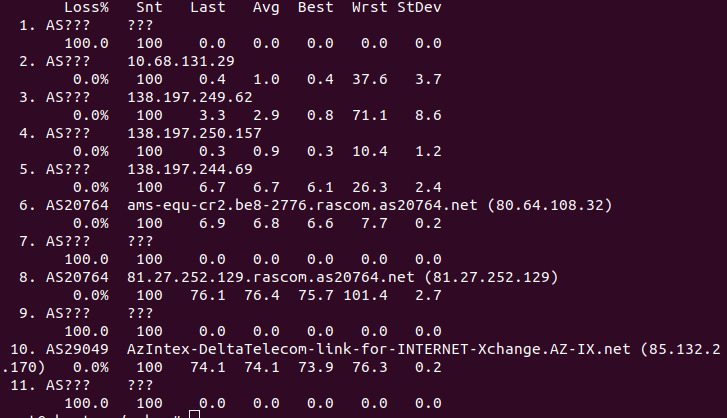 Loss% Snt Last Avg Best Wrst StDev
1. AS??? ???
100.0 100 0.0 0.0 0.0 0.0 0.0
2. AS??? 10.68.131.29
0.0% 100 0.4 1.0 0.4 37.6 3.7
3. AS??? 138.197.249.62
0.0% 100 3.3 2.9 0.8 71.1 8.6
4. AS??? 138.197.250.157
0.0% 100 0.3 0.9 0.3 10.4 1.2
5. AS??? 138.197.244.69
0.0% 100 6.7 6.7 6.1 26.3 2.4
6. AS20764 ams-equ-cr2.be8-2776.rascom.as20764.net (80.64.108.32)
0.0% 100 6.9 6.8 6.6 7.7 0.2
7. AS??? ???
100.0 100 0.0 0.0 0.0 0.0 0.0
8. AS20764 81.27.252.129.rascom.as20764.net (81.27.252.129)
0.0% 100 76.1 76.4 75.7 101.4 2.7
9. AS??? ???
100.0 100 0.0 0.0 0.0 0.0 0.0
10. AS29049 AzIntex-DeltaTelecom-link-for-INTERNET-Xchange.AZ-IX.net (85.132.2
.170) 0.0% 100 74.1 74.1 73.9 76.3 0.2
11. AS??? ???
100.0 100 0.0 0.0 0.0 0.0 0.0